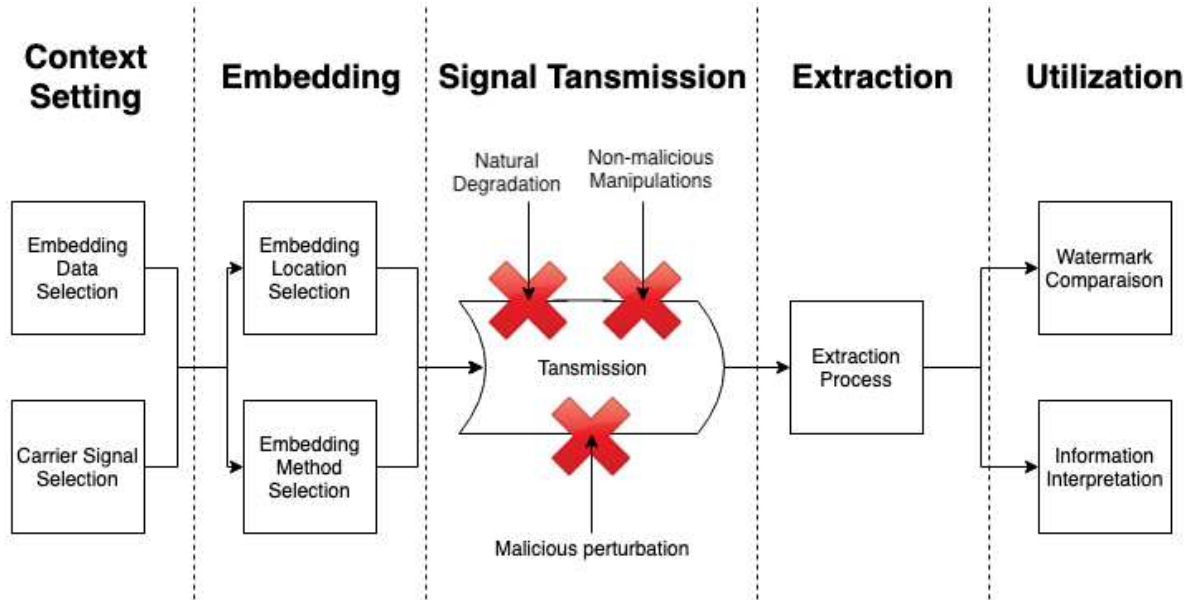 Context
Setting
Embedding
Signal Tansmission
Extraction
Utilization
Embedding
Data
Selection
Carrier Signal
Selection
Embedding
Location
Selection
Embedding
Method
Selection
Natural
Degradation
Non-malicious
Manipulations
Tansmission
Malicious perturbation
Extraction
Process
Watermark
Comparaison
Information
Interpretation